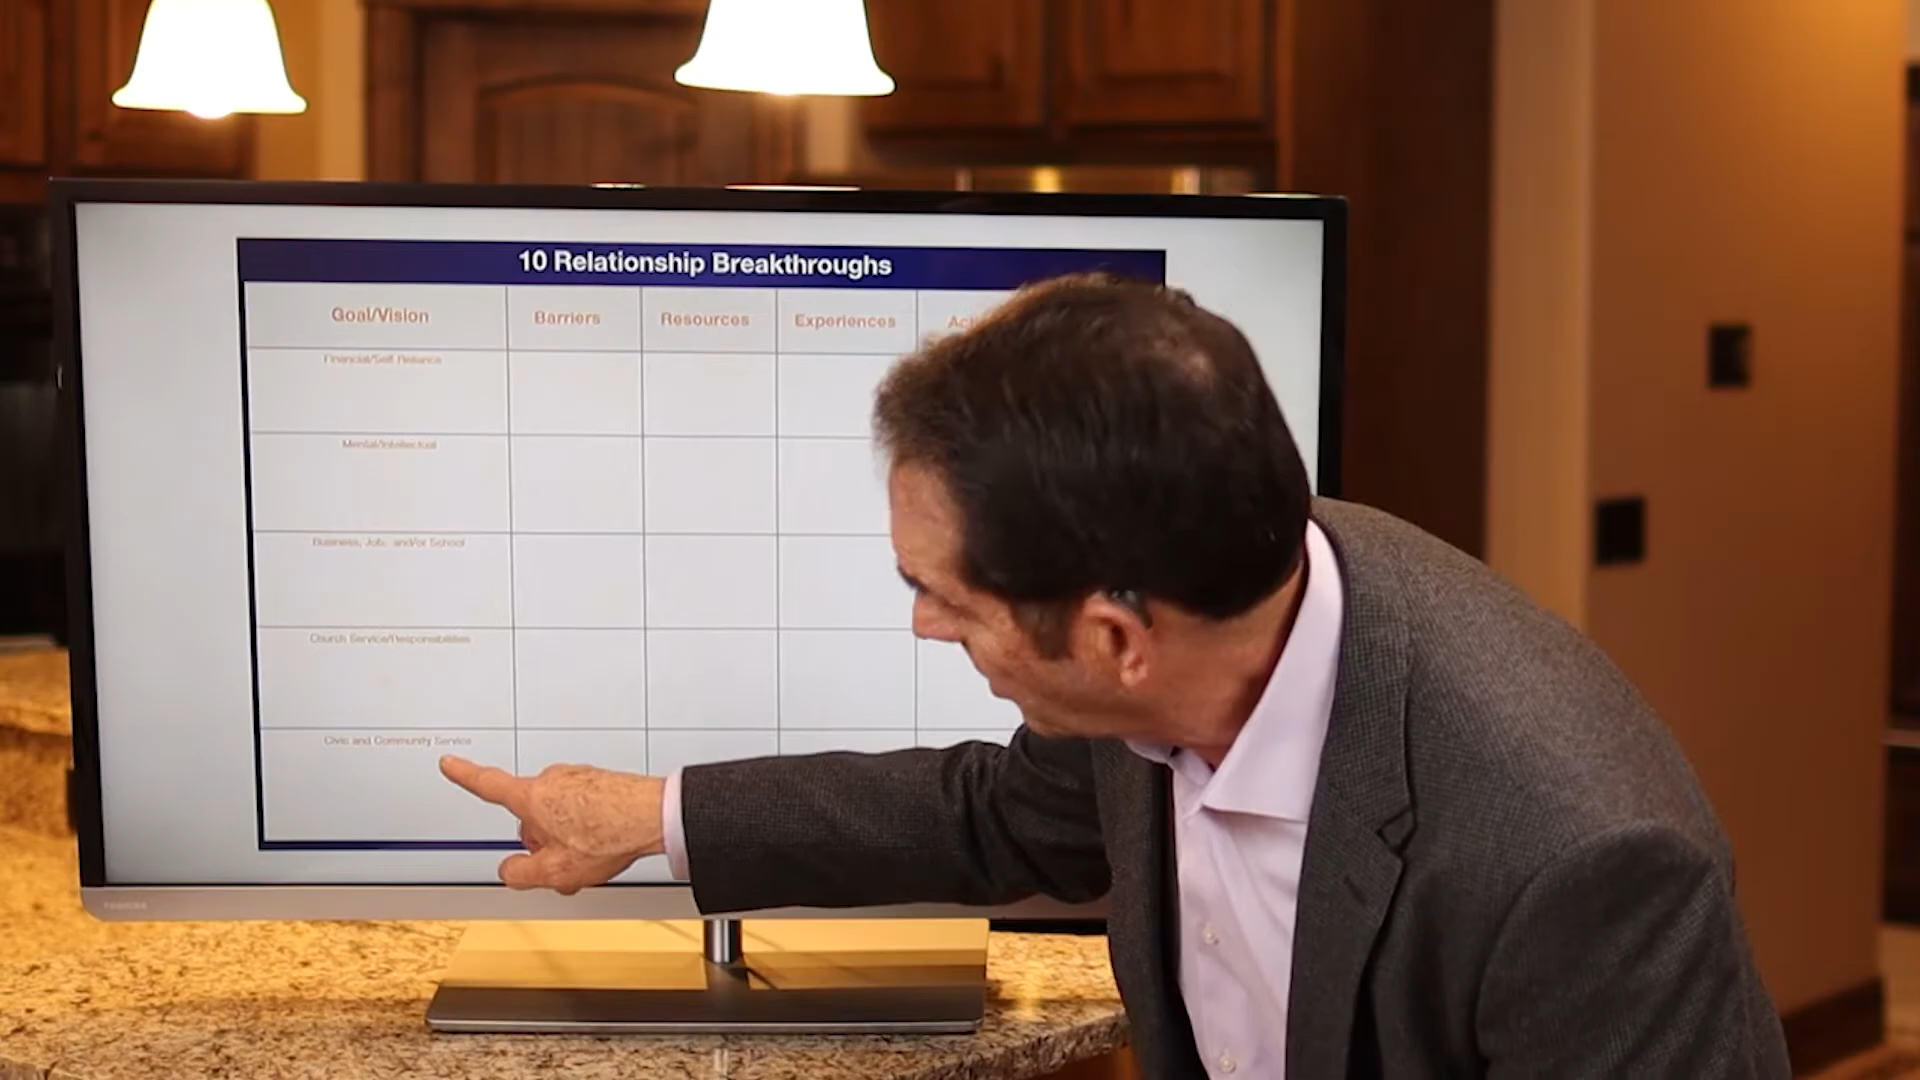 10 Relationship Breakthroughs
Goal/Vision Barriers Resources Experiences
Financial/Self Reliance
Mental/Intellectual
Business, Job, and/or School
Church Service/Responsibilities
Civic and Community Service
TOSHIBA